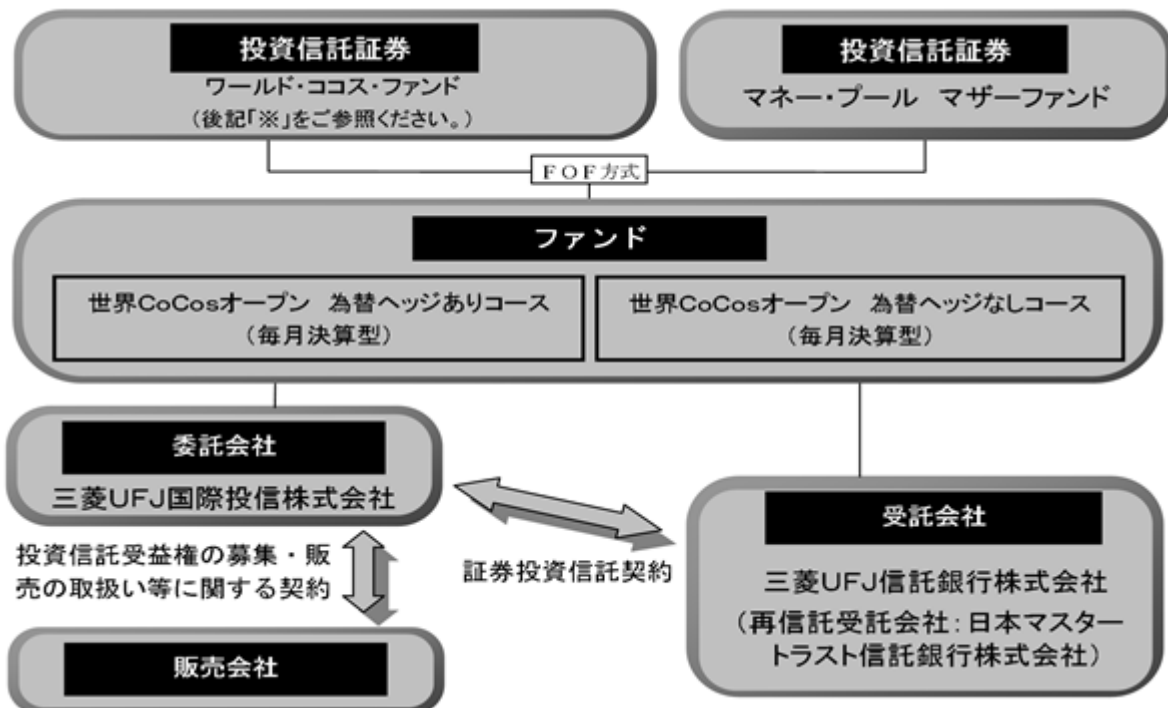 投資信託証券
ワールド・ココス・ファンド
(後記「※」をご参照ください。)
投資信託証券
マネー・プール マザーファンド
FOF方式
ファンド
世界CoCosオープン 為替ヘッジありコース
(毎月決算型)
世界CoCosオープン 為替ヘッジなしコース
(毎月決算型)
委託会社
三菱UFJ国際投信株式会社
投資信託受益権の募集・販
売の取扱い等に関する契約
証券投資信託契約
受託会社
三菱UFJ信託銀行株式会社
(再信託受託会社:日本マスター
トラスト信託銀行株式会社)
販売会社